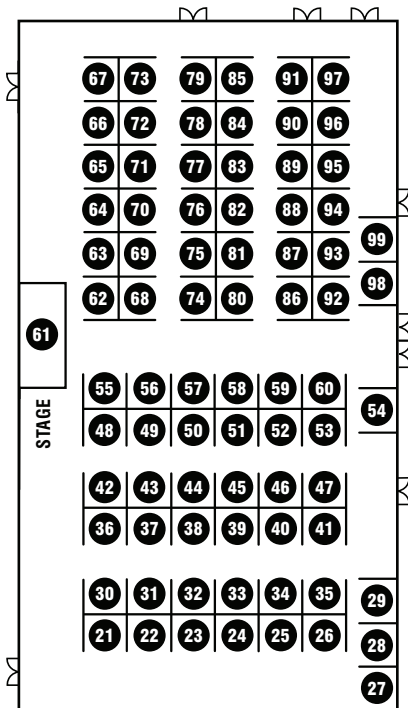 67 73 79 85 91 97
66 72 78 84 90 96
65 71 77 83 89 95
64 70 76 82 88 94
99
63 69 75 81 87 93
98
62 68 74 80 86 92
61
STAGE
55 56 57 58 59 60
54
48 49 50 51 52 53
42 43 44 45 46 47
36 37 38 39 40 41
30 31 32 33 34 35
29
21 22 23 24 25 26
28
27